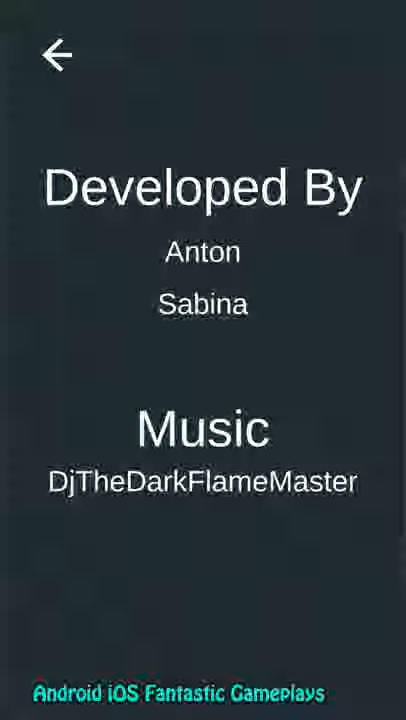 Developed By
Anton
Sabina
Music
DjTheDarkFlameMaster
Android iOS Fantastic Gameplays